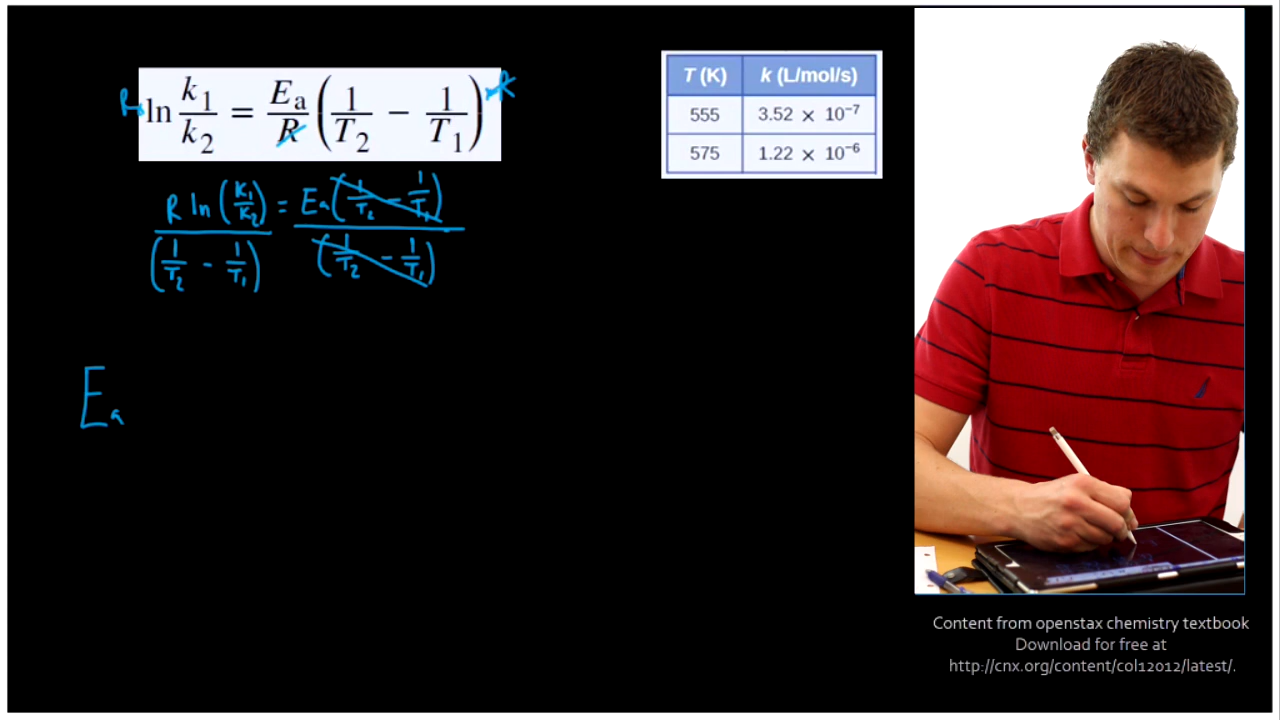 R• ln k₁/k₂ = Eₐ/R (1/T₂ − 1/T₁) •R
R ln (K₁/K₂) / (1/T₂ − 1/T₁) = Eₐ (1/T₂ − 1/T₁) / (1/T₂ − 1/T₁)
Eₐ
T (K) k (L/mol/s)
555 3.52 × 10⁻⁷
575 1.22 × 10⁻⁶
Content from openstax chemistry textbook
Download for free at
http://cnx.org/content/col12012/latest/.